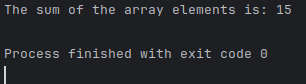 The sum of the array elements is: 15
Process finished with exit code 0